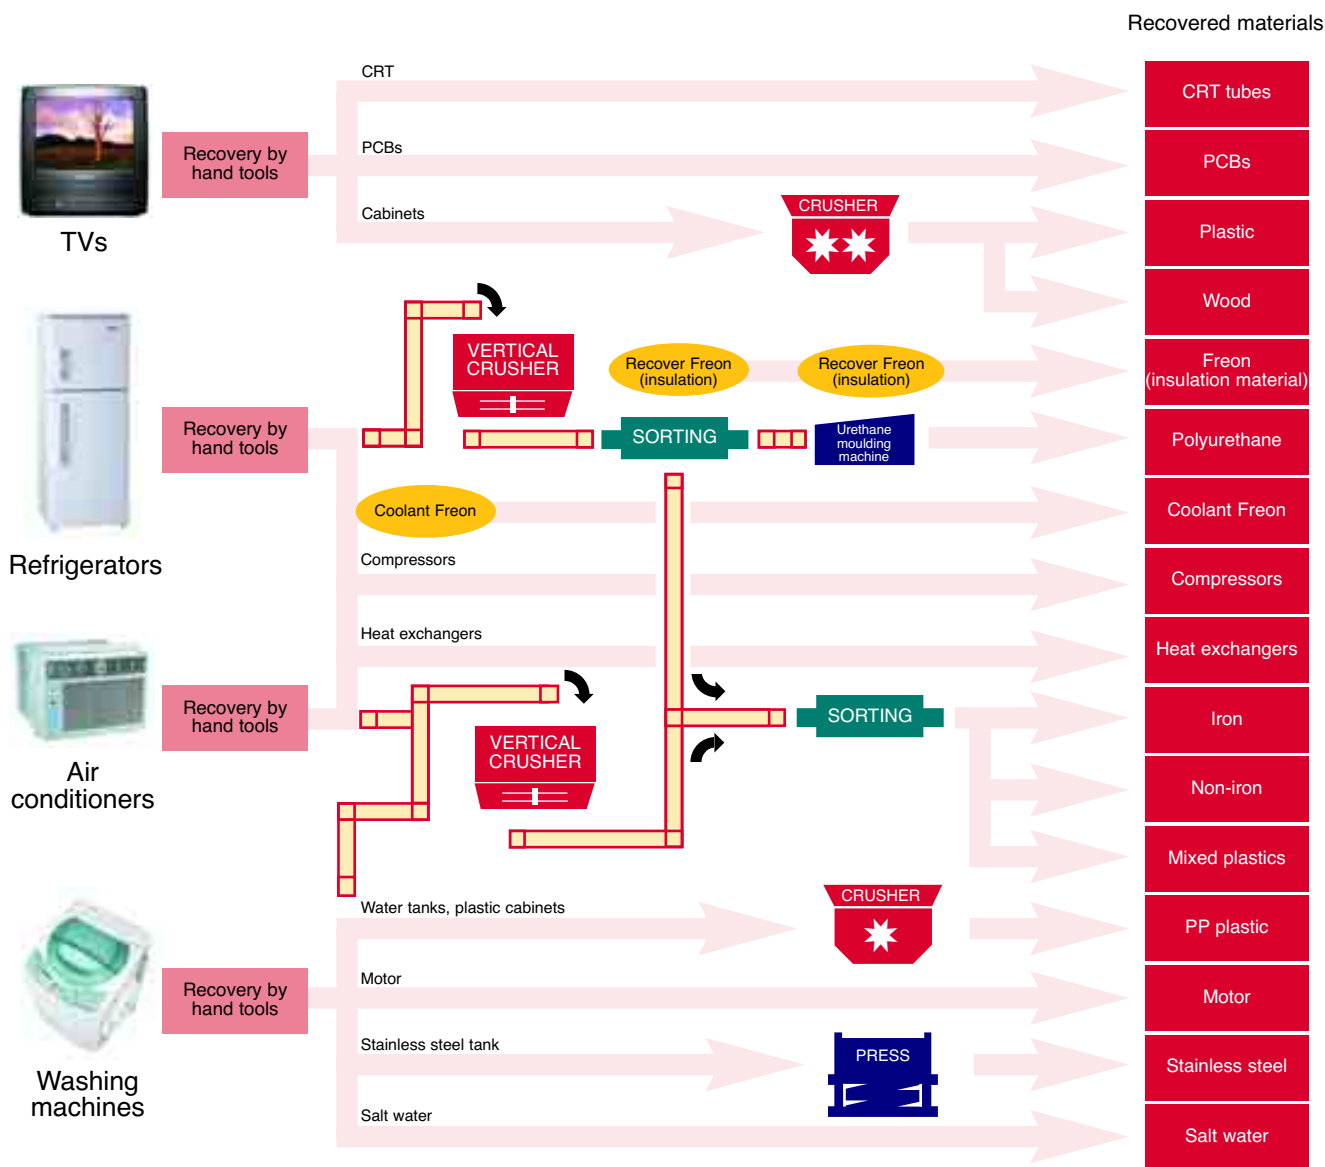 Recovered materials
CRT
CRT tubes
Recovery by
hand tools
PCBs
PCBs
TVs
Cabinets
CRUSHER
Plastic
Wood
VERTICAL
CRUSHER
Recover Freon
(insulation)
Recover Freon
(insulation)
Freon
(insulation material)
Recovery by
hand tools
SORTING
Urethane
moulding
machine
Polyurethane
Coolant Freon
Coolant Freon
Refrigerators
Compressors
Compressors
Heat exchangers
Heat exchangers
Recovery by
hand tools
SORTING
Iron
Air
conditioners
VERTICAL
CRUSHER
Non-iron
Mixed plastics
Water tanks, plastic cabinets
CRUSHER
PP plastic
Recovery by
hand tools
Motor
Motor
Stainless steel tank
PRESS
Stainless steel
Washing
machines
Salt water
Salt water